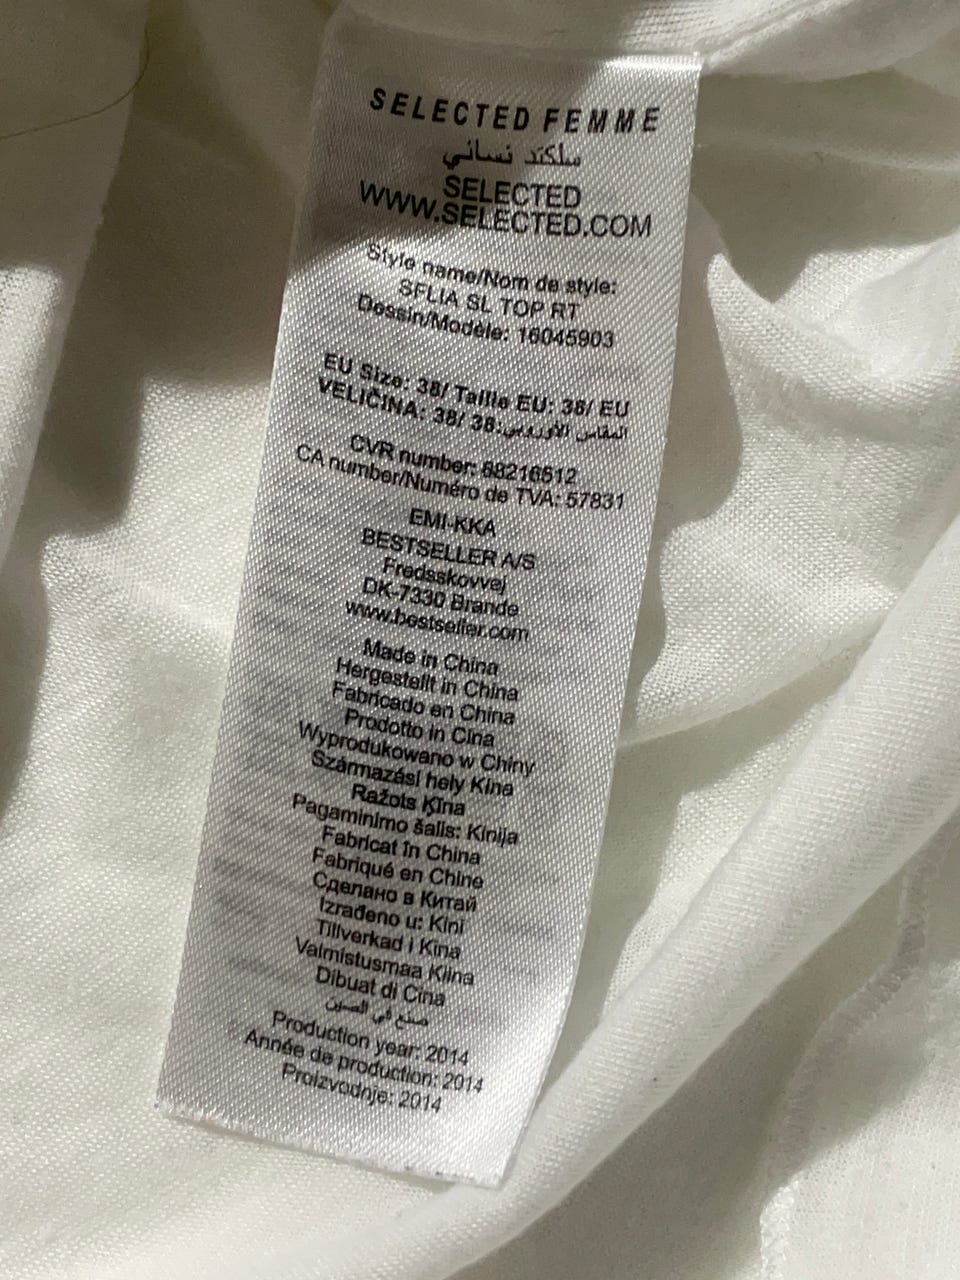 SELECTED FEMME
سلكتد نسائي
SELECTED
WWW.SELECTED.COM
Style name/Nom de style:
SFLIA SL TOP RT
Dessin/Modèle: 16045903
EU Size: 38/ Taille EU: 38/ EU
VELIČINA: 38/ 38:المقاس الأوروبي
CVR number: 88216512
CA number/Numéro de TVA: 57831
EMI-KKA
BESTSELLER A/S
Fredsskovvej
DK-7330 Brande
www.bestseller.com
Made in China
Hergestellt in China
Fabricado en China
Prodotto in Cina
Wyprodukowano w Chiny
Származási hely Kína
Ražots Ķīna
Pagaminimo šalis: Kinija
Fabricat în China
Fabriqué en Chine
Сделано в Китай
Izrađeno u: Kini
Tillverkad i Kina
Valmistusmaa Kiina
Dibuat di Cina
صنع في الصين
Production year: 2014
Année de production: 2014
Proizvodnje: 2014